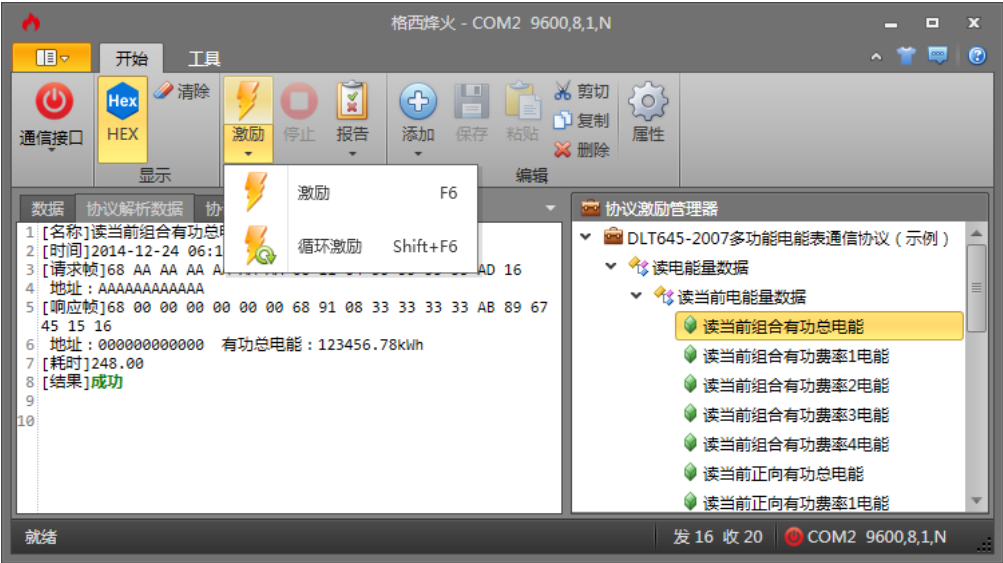 格西烽火 - COM2 9600,8,1,N
开始 工具
通信接口
Hex
HEX
清除
显示
激励
停止
报告
添加
保存
粘贴
剪切
复制
删除
编辑
属性
激励 F6
循环激励 Shift+F6
数据 协议解析数据 协
1 [名称]读当前组合有功总
2 [时间]2014-12-24 06:1
3 [请求帧]68 AA AA AA AD 16
4 地址：AAAAAAAAAAAA
5 [响应帧]68 00 00 00 00 00 00 68 91 08 33 33 33 33 AB 89 67
45 15 16
6 地址：000000000000 有功总电能：123456.78kWh
7 [耗时]248.00
8 [结果]成功
9
10
协议激励管理器
DLT645-2007多功能电能表通信协议（示例）
读电能量数据
读当前电能量数据
读当前组合有功总电能
读当前组合有功费率1电能
读当前组合有功费率2电能
读当前组合有功费率3电能
读当前组合有功费率4电能
读当前正向有功总电能
读当前正向有功费率1电能
就绪
发 16 收 20 COM2 9600,8,1,N